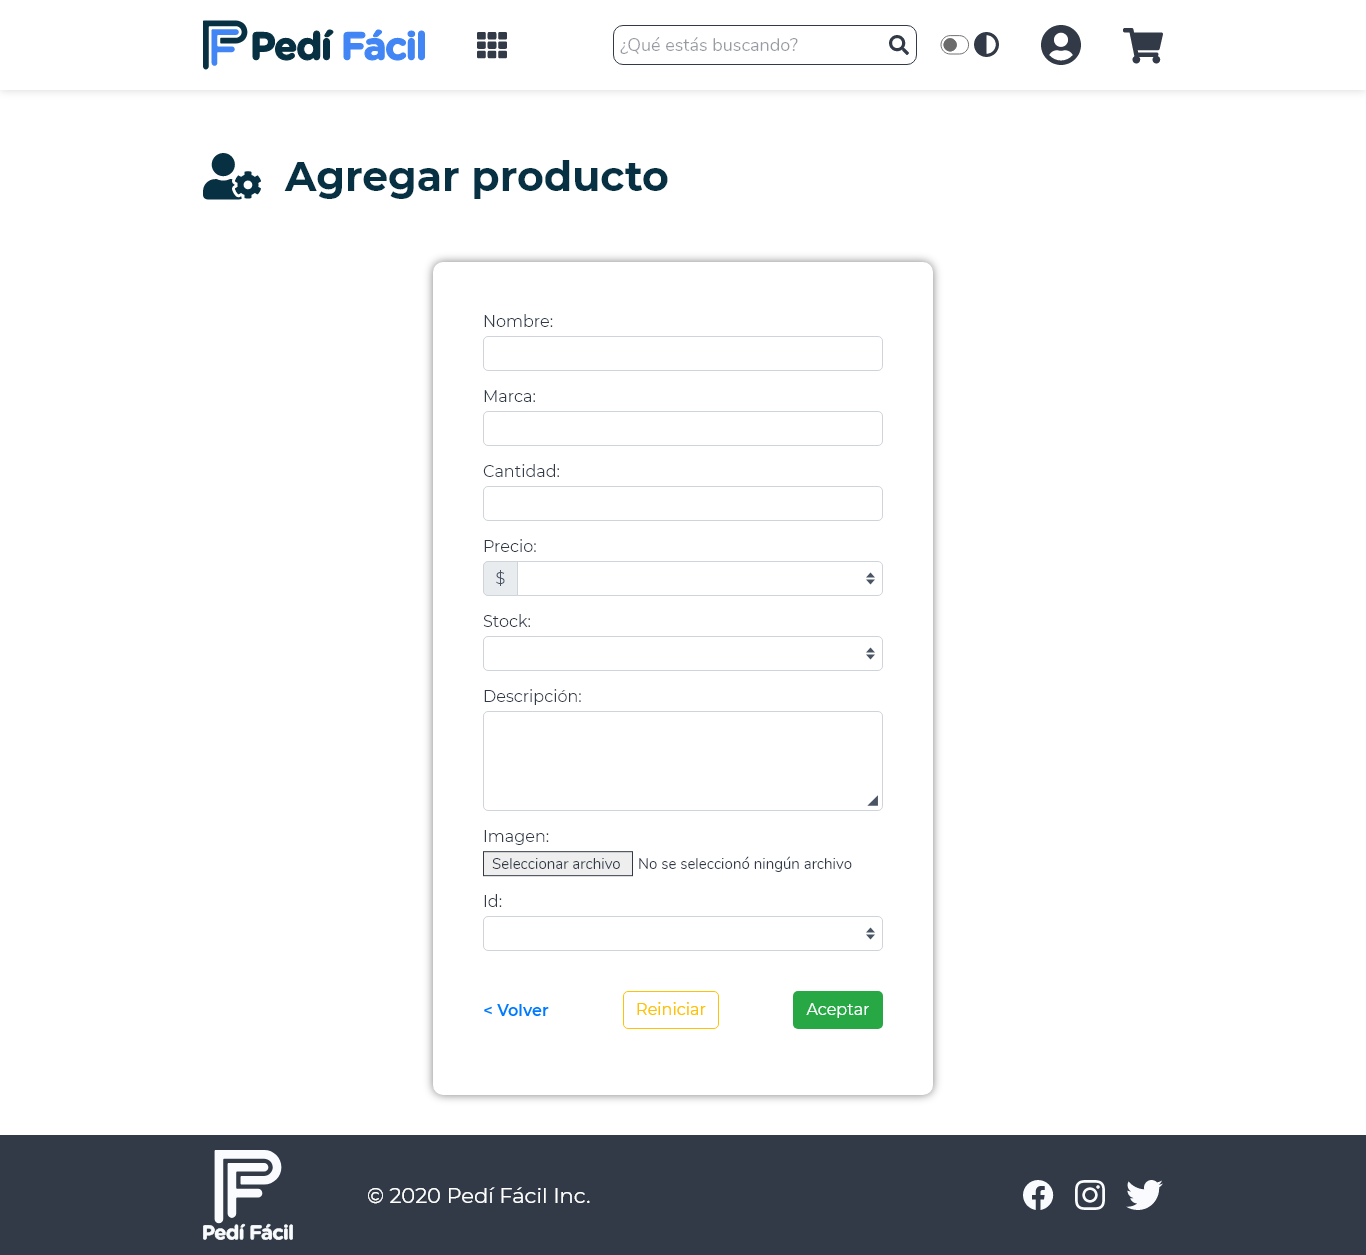 Pedí Fácil
¿Qué estás buscando?
Agregar producto
Nombre:
Marca:
Cantidad:
Precio:
$
Stock:
Descripción:
Imagen:
Seleccionar archivo No se seleccionó ningún archivo
Id:
< Volver Reiniciar Aceptar
Pedí Fácil
© 2020 Pedí Fácil Inc.